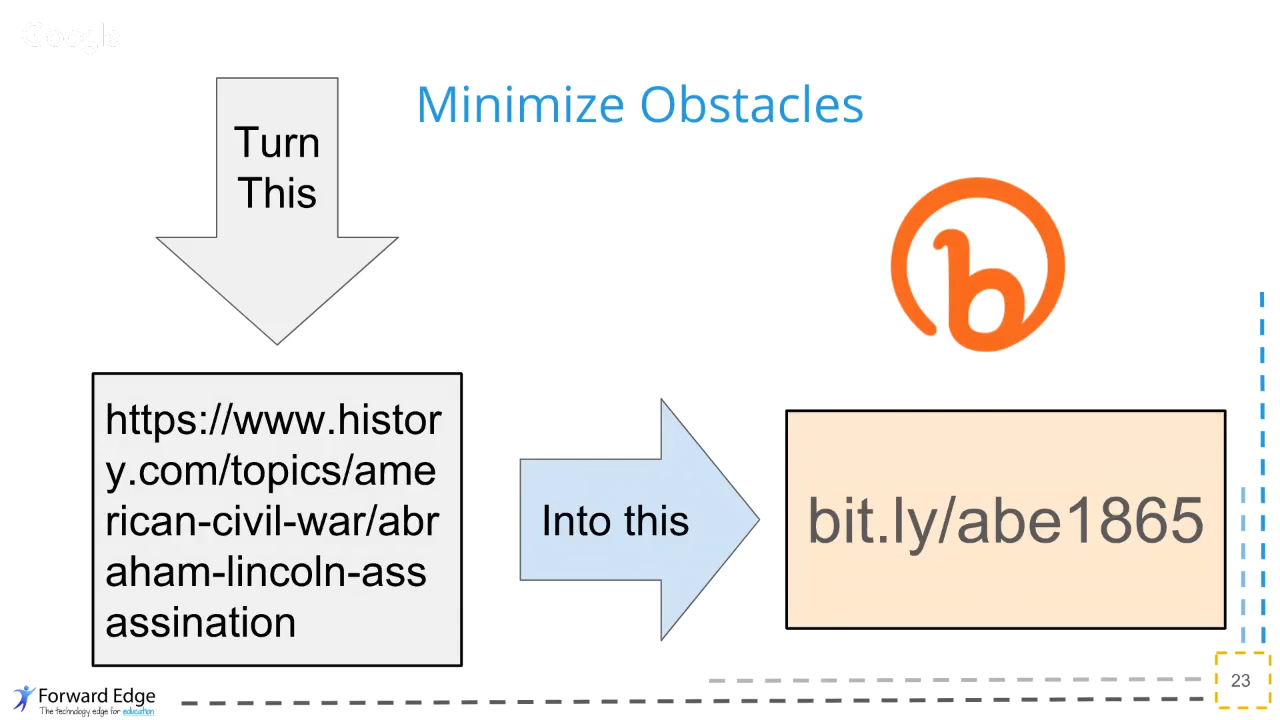 Google
Minimize Obstacles
Turn
This
https://www.histor
y.com/topics/ame
rican-civil-war/abr
aham-lincoln-ass
assination
Into this
bit.ly/abe1865
Forward Edge
The technology edge for education
23